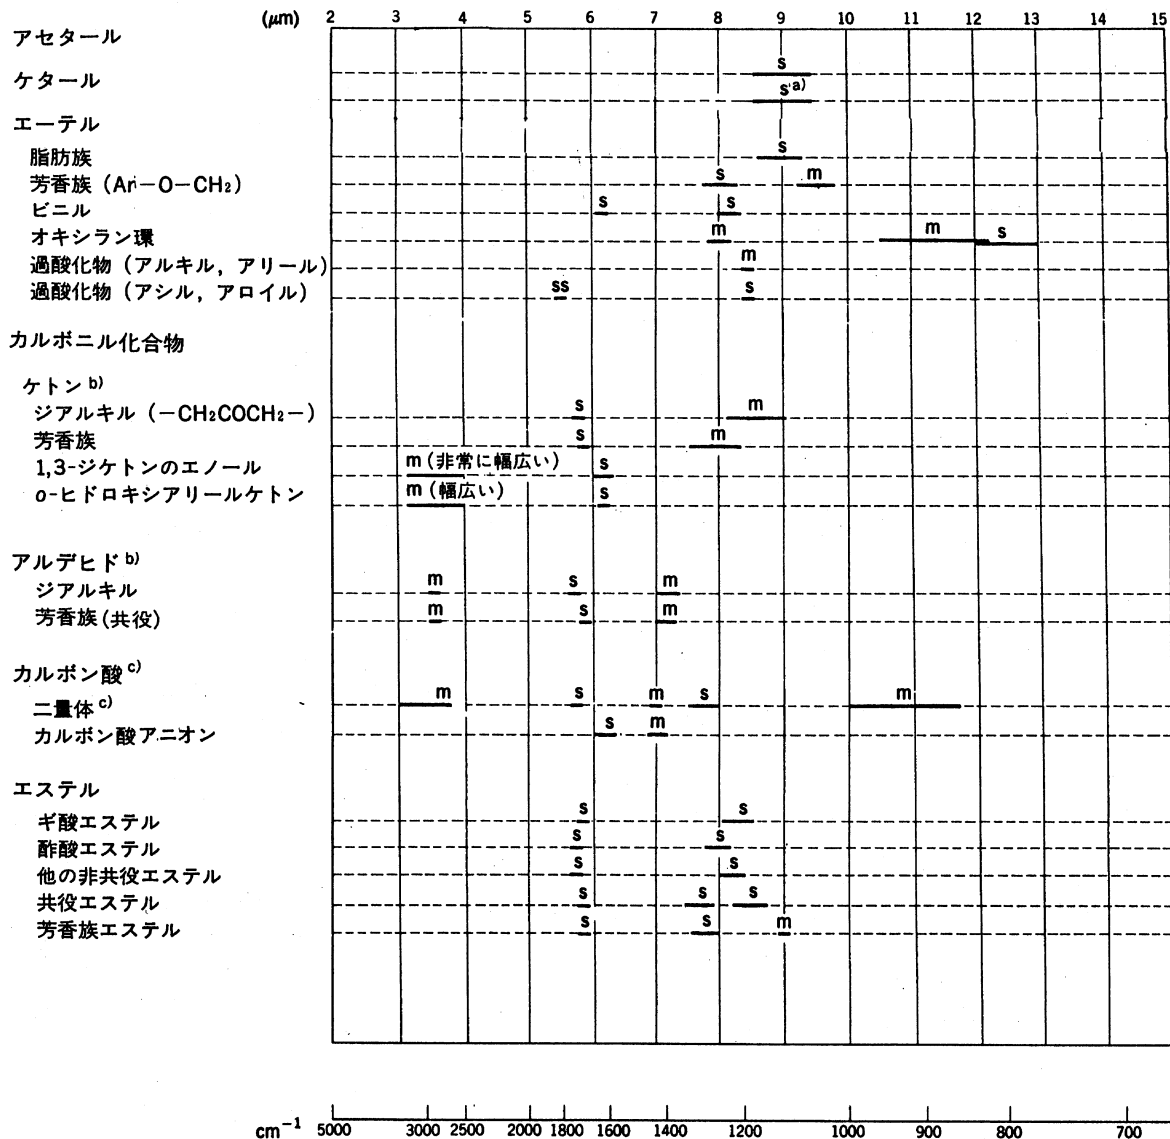 (μm) 2 3 4 5 6 7 8 9 10 11 12 13 14 15
アセタール
ケタール s
s a)
エーテル
脂肪族 s
芳香族 (Ar－O－CH₂) s m
ビニル s s
オキシラン環 m m s
過酸化物 (アルキル, アリール) m
過酸化物 (アシル, アロイル) ss s
カルボニル化合物
ケトン b)
ジアルキル (－CH₂COCH₂－) s m
芳香族 s m
1,3-ジケトンのエノール m (非常に幅広い) s
o-ヒドロキシアリールケトン m (幅広い) s
アルデヒド b)
ジアルキル m s m
芳香族 (共役) m s m
カルボン酸 c)
二量体 c) m s m s m
カルボン酸アニオン s m
エステル
ギ酸エステル s s
酢酸エステル s s
他の非共役エステル s s
共役エステル s s s
芳香族エステル s s m
cm⁻¹ 5000 3000 2500 2000 1800 1600 1400 1200 1000 900 800 700